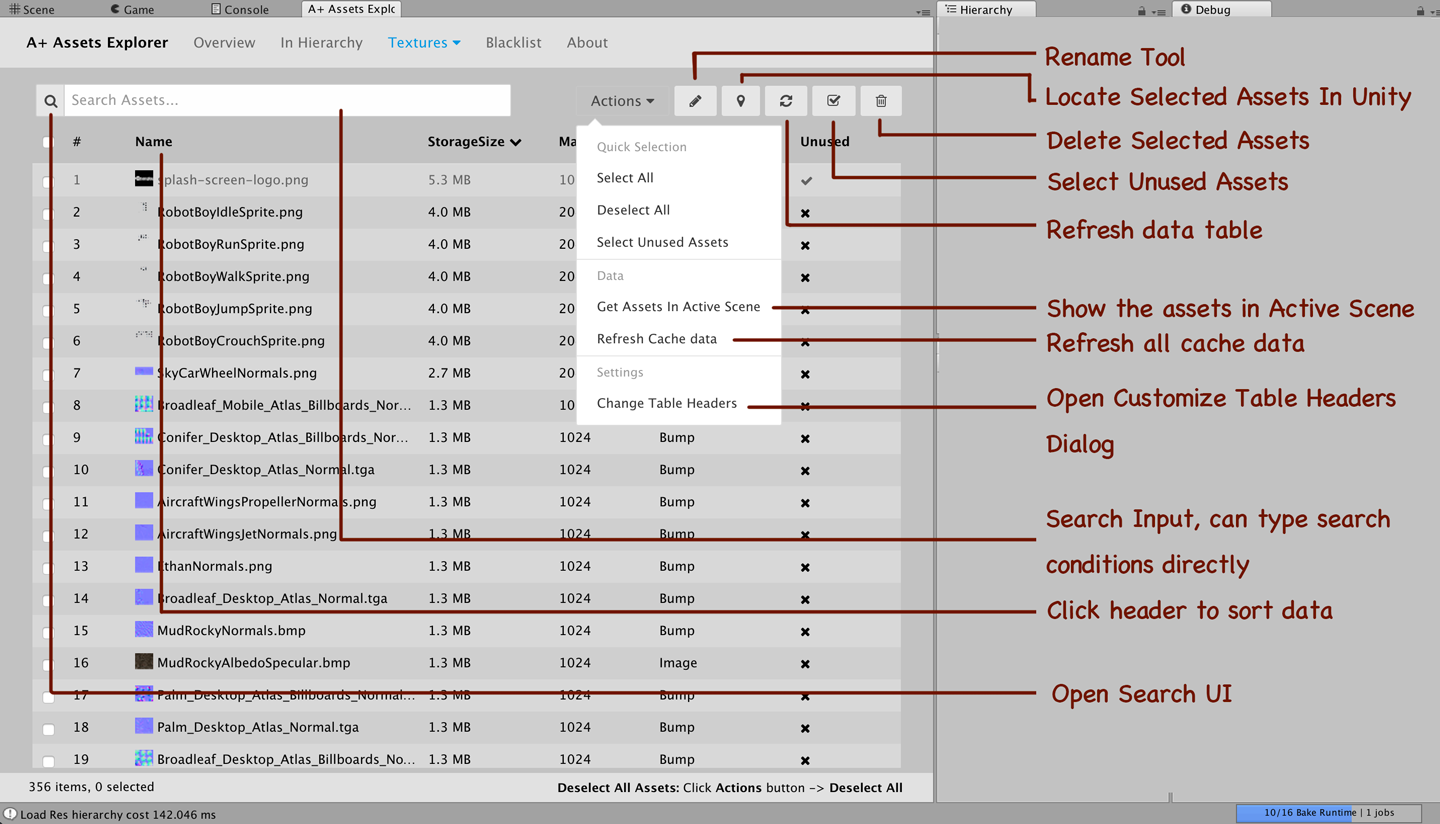 Scene Game Console A+ Assets Explo Hierarchy Debug
A+ Assets Explorer Overview In Hierarchy Textures Blacklist About
Search Assets... Actions
# Name StorageSize Ma Unused
1 splash-screen-logo.png 5.3 MB 10
2 RobotBoyIdleSprite.png 4.0 MB 20
3 RobotBoyRunSprite.png 4.0 MB 20
4 RobotBoyWalkSprite.png 4.0 MB 20
5 RobotBoyJumpSprite.png 4.0 MB 20
6 RobotBoyCrouchSprite.png 4.0 MB 20
7 SkyCarWheelNormals.png 2.7 MB 20
8 Broadleaf_Mobile_Atlas_Billboards_Nor... 1.3 MB 10
9 Conifer_Desktop_Atlas_Billboards_Nor... 1.3 MB 1024 Bump
10 Conifer_Desktop_Atlas_Normal.tga 1.3 MB 1024 Bump
11 AircraftWingsPropellerNormals.png 1.3 MB 1024 Bump
12 AircraftWingsJetNormals.png 1.3 MB 1024 Bump
13 EthanNormals.png 1.3 MB 1024 Bump
14 Broadleaf_Desktop_Atlas_Normal.tga 1.3 MB 1024 Bump
15 MudRockyNormals.bmp 1.3 MB 1024 Bump
16 MudRockyAlbedoSpecular.bmp 1.3 MB 1024 Image
17 Palm_Desktop_Atlas_Billboards_Normal... 1.3 MB 1024 Bump
18 Palm_Desktop_Atlas_Normal.tga 1.3 MB 1024 Bump
19 Broadleaf_Desktop_Atlas_Billboards_No... 1.3 MB 1024 Bump
Quick Selection
Select All
Deselect All
Select Unused Assets
Data
Get Assets In Active Scene
Refresh Cache data
Settings
Change Table Headers
Rename Tool
Locate Selected Assets In Unity
Delete Selected Assets
Select Unused Assets
Refresh data table
Show the assets in Active Scene
Refresh all cache data
Open Customize Table Headers
Dialog
Search Input, can type search
conditions directly
Click header to sort data
Open Search UI
356 items, 0 selected Deselect All Assets: Click Actions button -> Deselect All
Load Res hierarchy cost 142.046 ms 10/16 Bake Runtime | 1 jobs